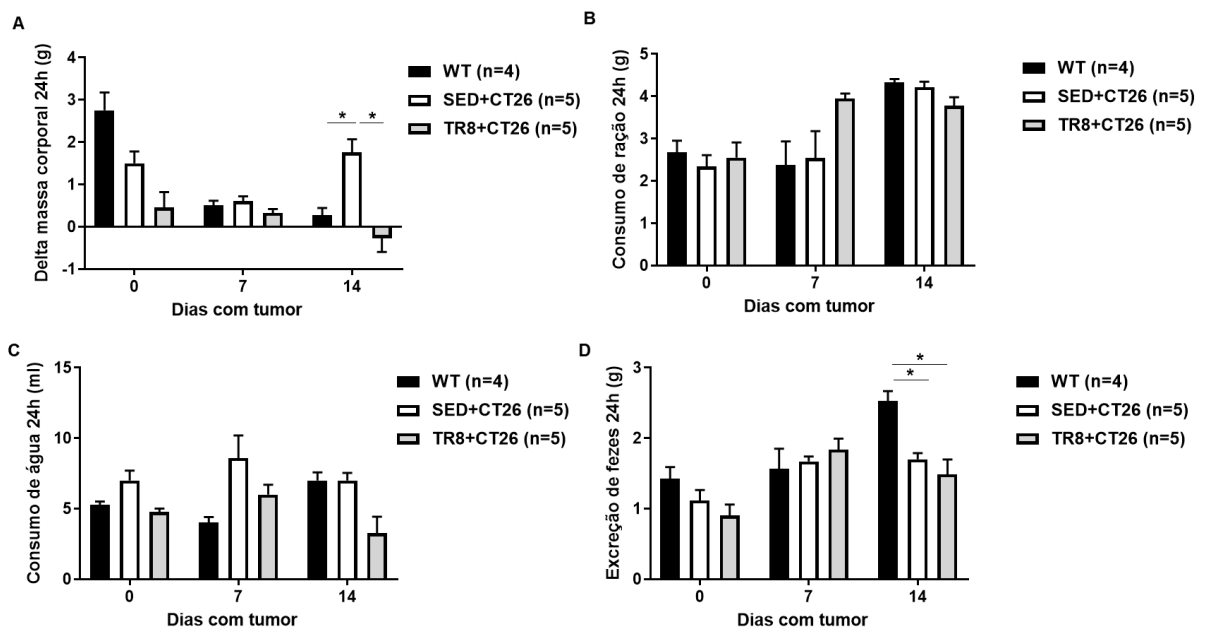 A
Delta massa corporal 24h (g)
4
3
2
1
0
-1
* *
0 7 14
Dias com tumor
WT (n=4)
SED+CT26 (n=5)
TR8+CT26 (n=5)
B
Consumo de ração 24h (g)
5
4
3
2
1
0
0 7 14
Dias com tumor
WT (n=4)
SED+CT26 (n=5)
TR8+CT26 (n=5)
C
Consumo de água 24h (ml)
15
10
5
0
0 7 14
Dias com tumor
WT (n=4)
SED+CT26 (n=5)
TR8+CT26 (n=5)
D
Excreção de fezes 24h (g)
3
2
1
0
*
*
0 7 14
Dias com tumor
WT (n=4)
SED+CT26 (n=5)
TR8+CT26 (n=5)